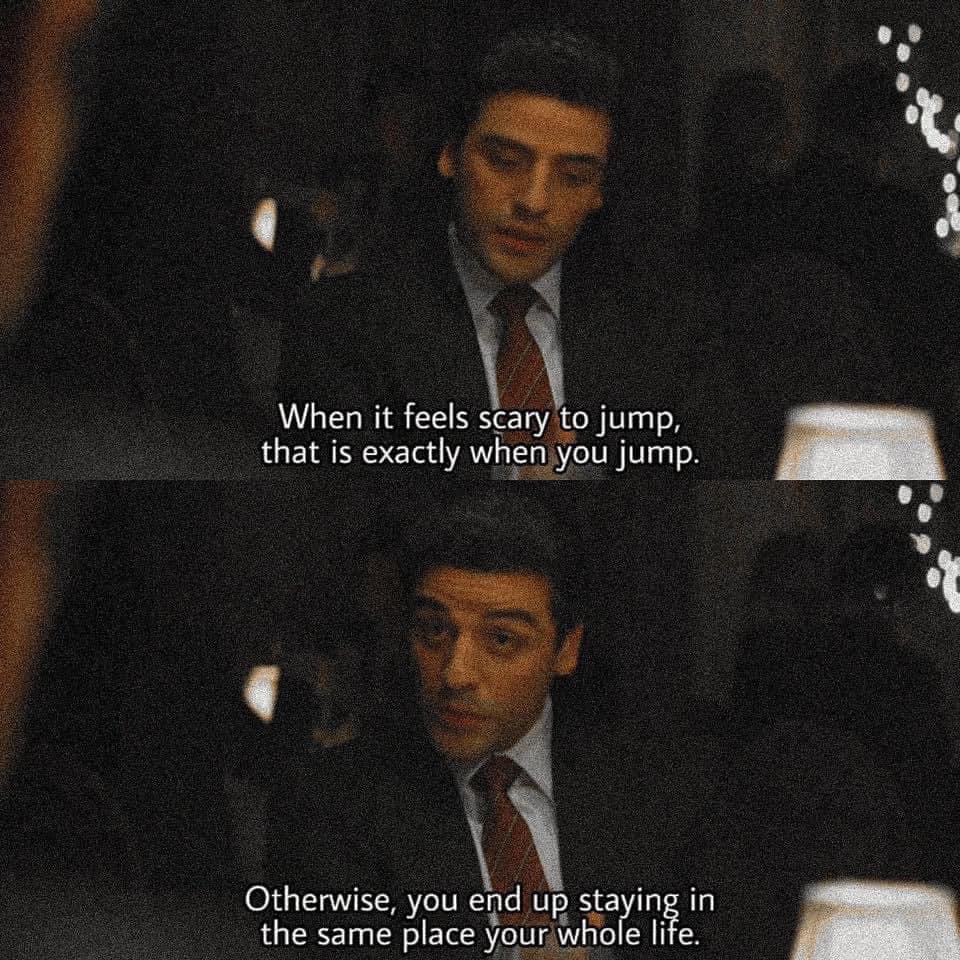 When it feels scary to jump,
that is exactly when you jump.
Otherwise, you end up staying in
the same place your whole life.